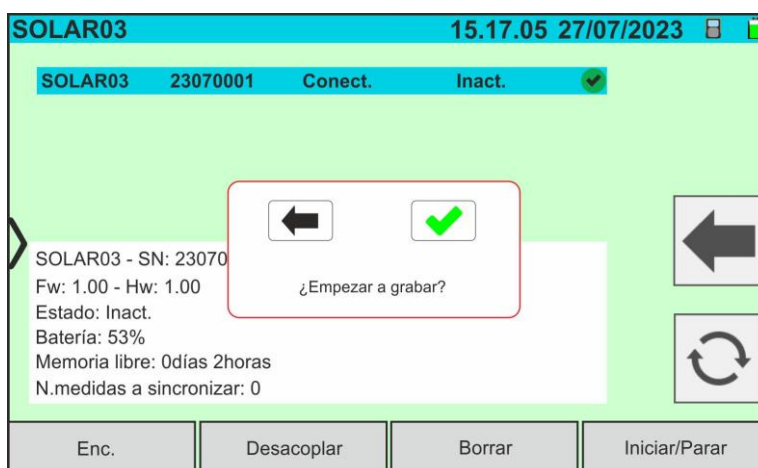 SOLAR03 15.17.05 27/07/2023
SOLAR03 23070001 Conect. Inact.
¿Empezar a grabar?
SOLAR03 - SN: 23070
Fw: 1.00 - Hw: 1.00
Estado: Inact.
Batería: 53%
Memoria libre: 0días 2horas
N.medidas a sincronizar: 0
Enc. Desacoplar Borrar Iniciar/Parar